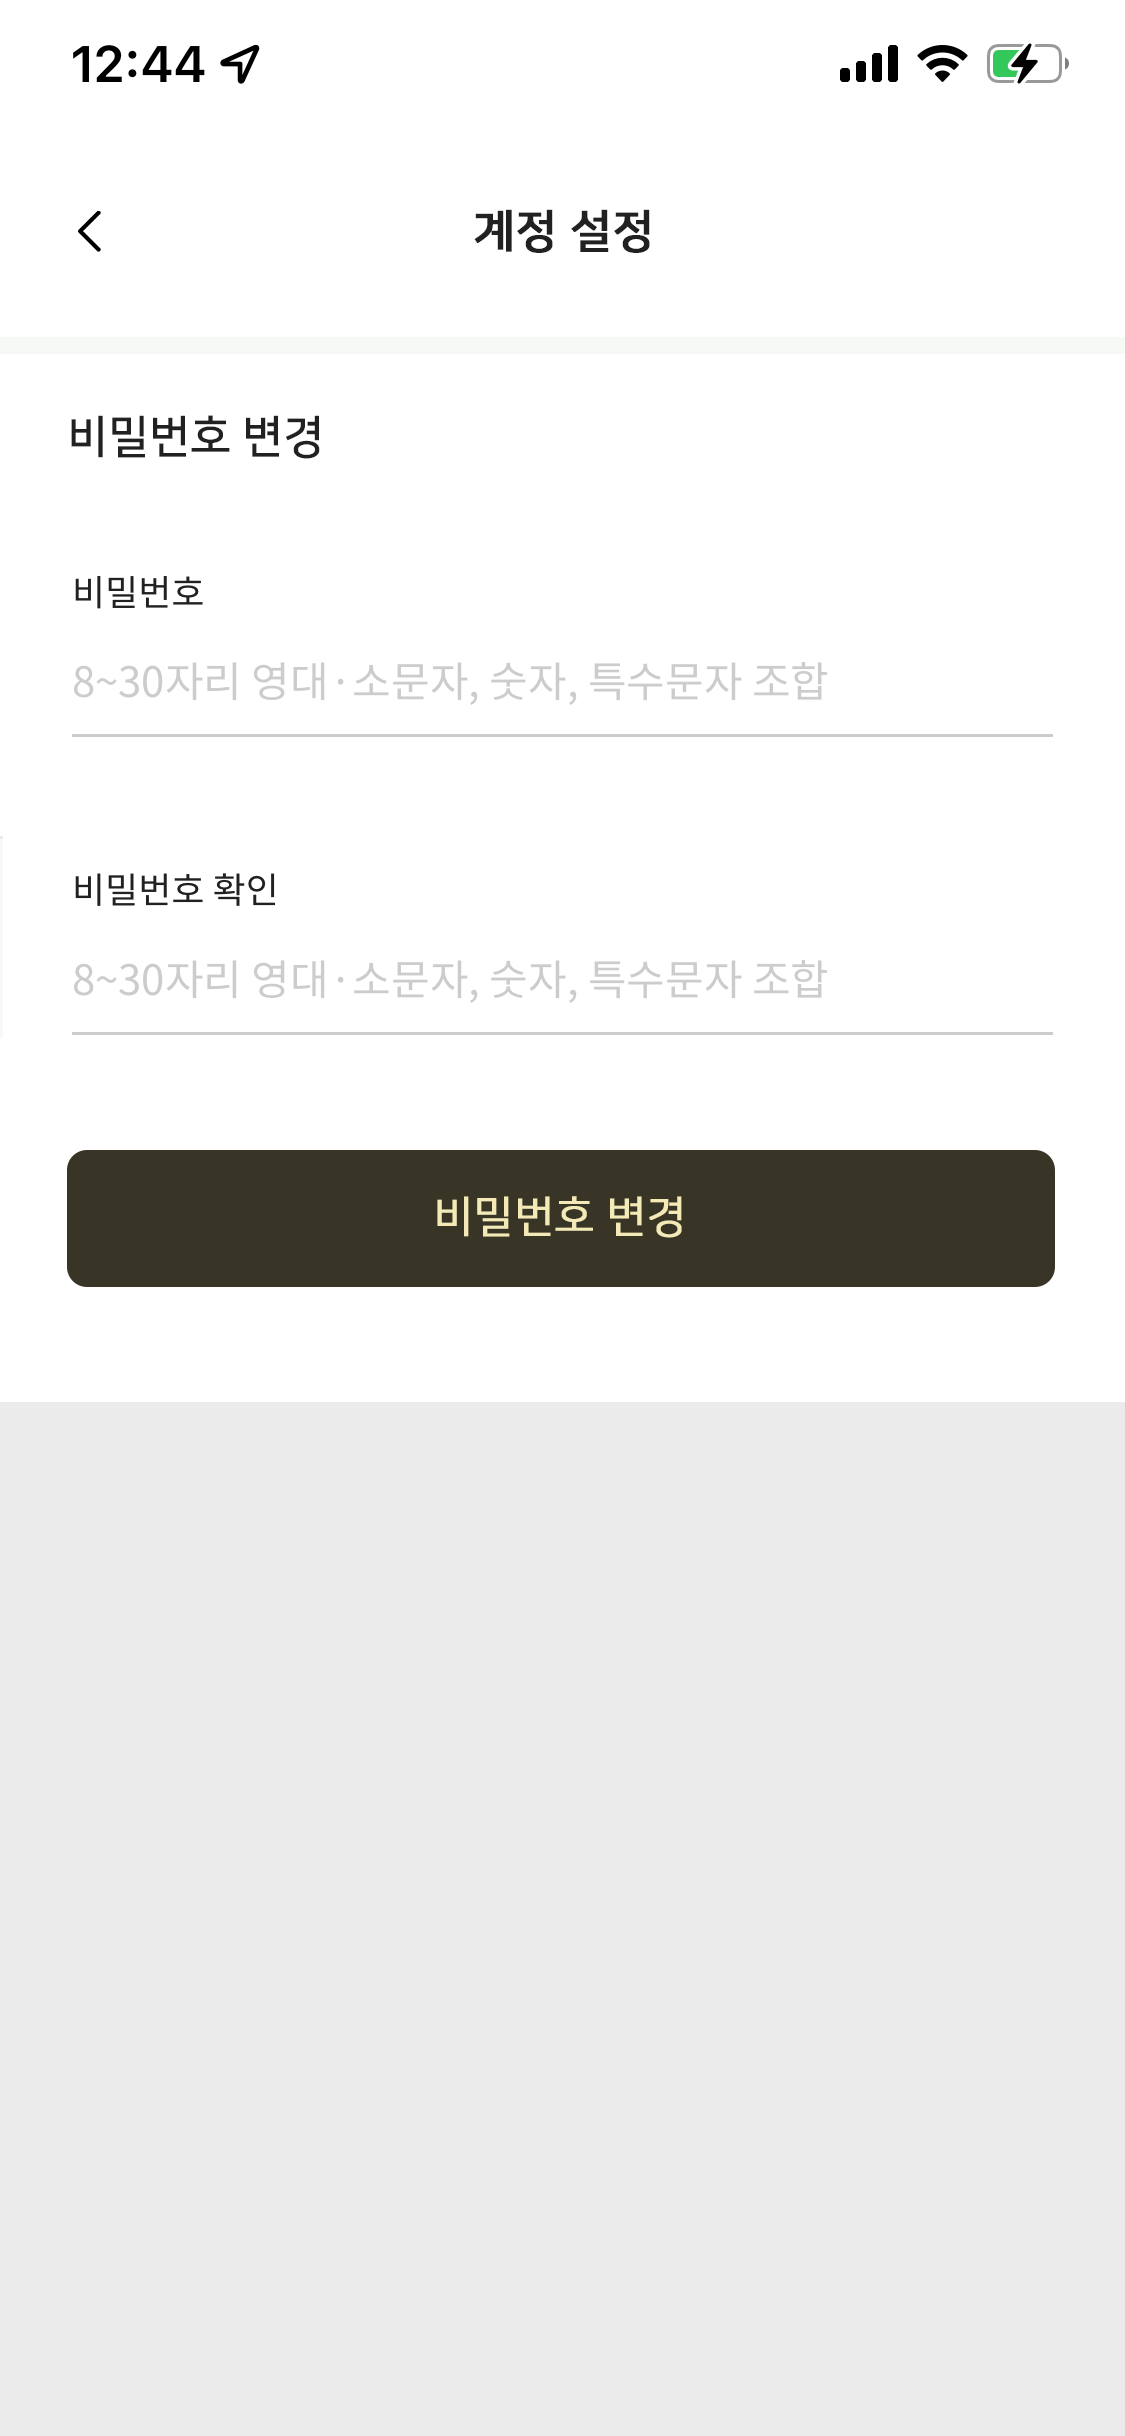 12:44
계정 설정
비밀번호 변경
비밀번호
8~30자리 영대·소문자, 숫자, 특수문자 조합
비밀번호 확인
8~30자리 영대·소문자, 숫자, 특수문자 조합
비밀번호 변경